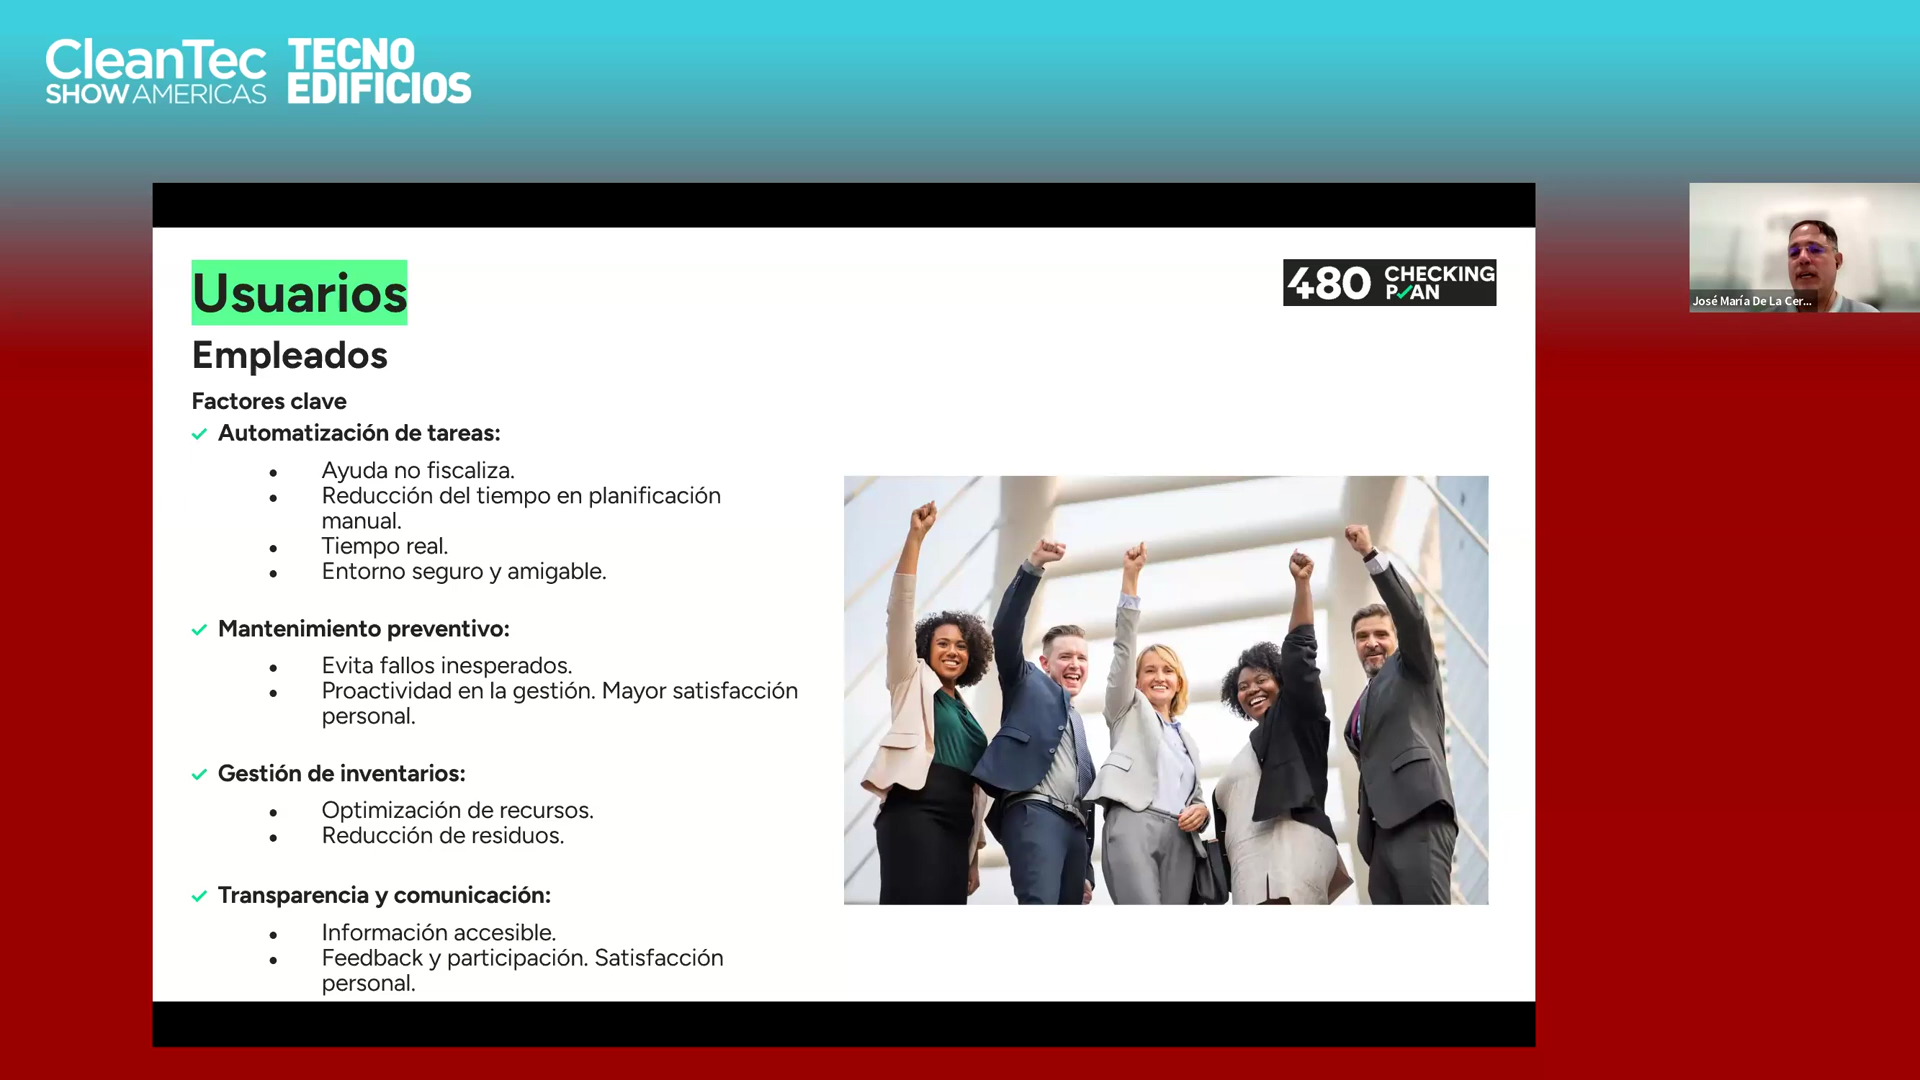 CleanTec
SHOW AMERICAS
TECNO
EDIFICIOS
Usuarios
480 CHECKING
PLAN
Empleados
Factores clave
Automatización de tareas:
Ayuda no fiscaliza.
Reducción del tiempo en planificación
manual.
Tiempo real.
Entorno seguro y amigable.
Mantenimiento preventivo:
Evita fallos inesperados.
Proactividad en la gestión. Mayor satisfacción
personal.
Gestión de inventarios:
Optimización de recursos.
Reducción de residuos.
Transparencia y comunicación:
Información accesible.
Feedback y participación. Satisfacción
personal.
José María De La Cer...